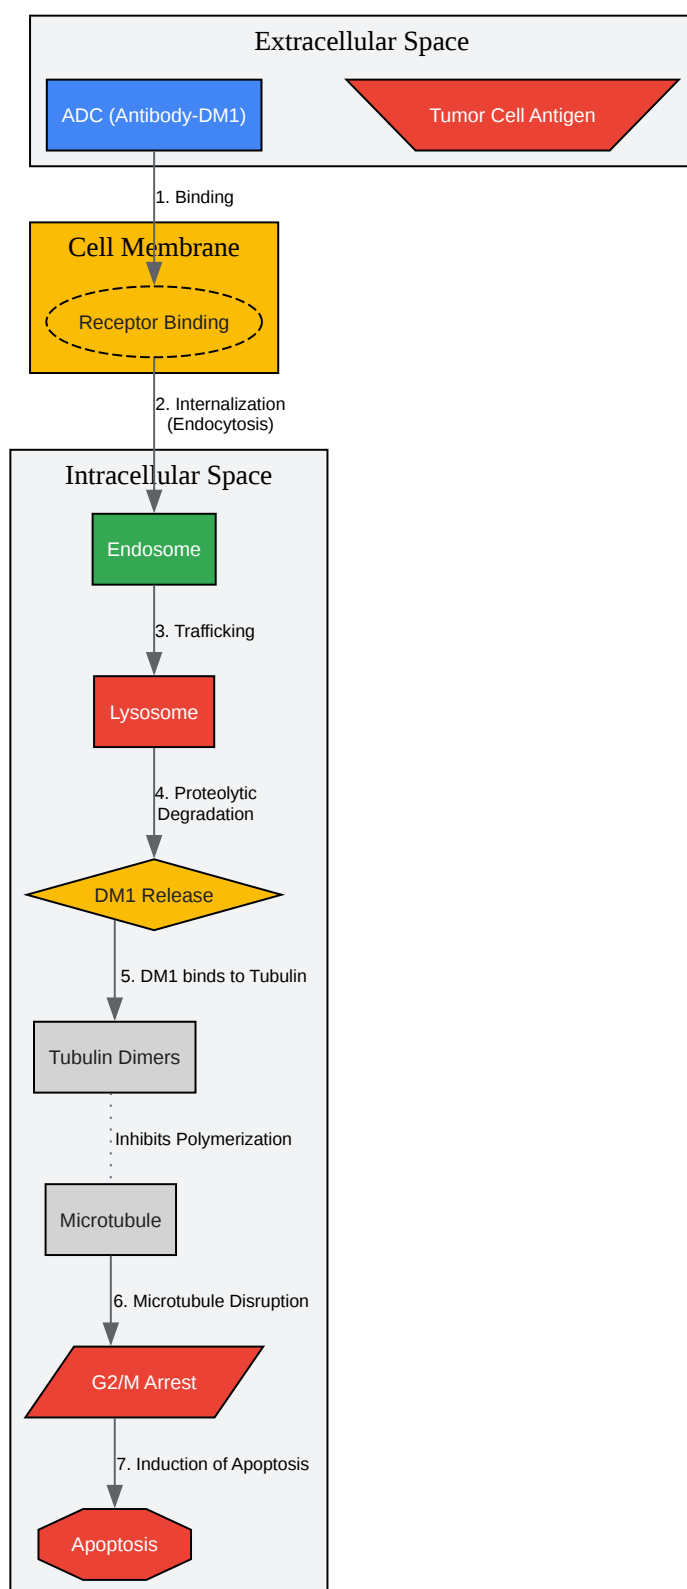 Extracellular Space
ADC (Antibody-DM1)
Tumor Cell Antigen
1. Binding
Cell Membrane
Receptor Binding
2. Internalization
(Endocytosis)
Intracellular Space
Endosome
3. Trafficking
Lysosome
4. Proteolytic
Degradation
DM1 Release
5. DM1 binds to Tubulin
Tubulin Dimers
Inhibits Polymerization
Microtubule
6. Microtubule Disruption
G2/M Arrest
7. Induction of Apoptosis
Apoptosis